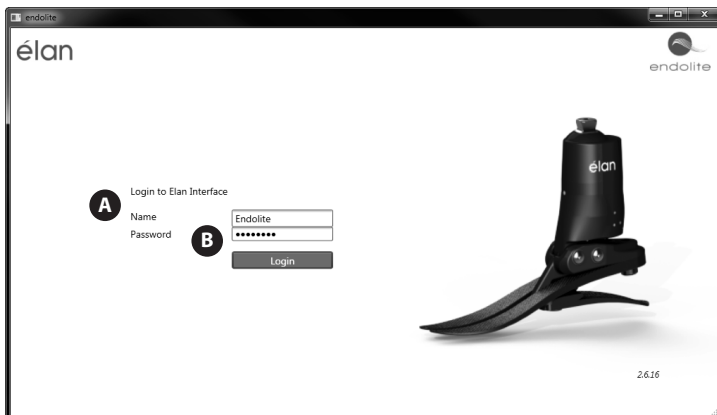 endolite
élan
endolite
élan
Login to Elan Interface
A
Name
Endolite
Password
B
••••••••
Login
2.6.16